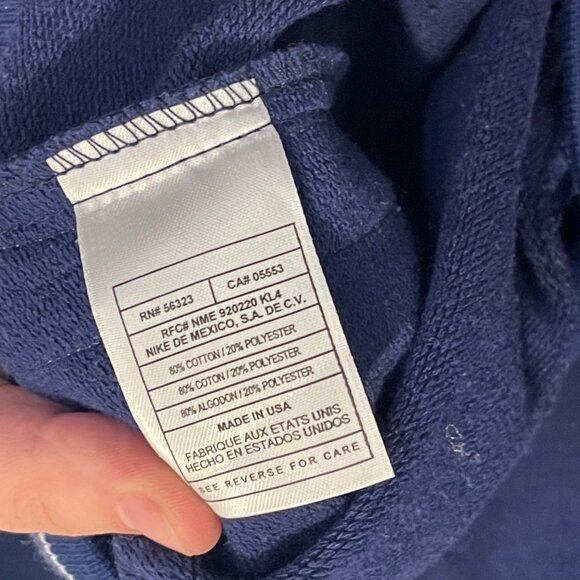 RN# 56323 CA# 05553
RFC# NME 920220 KL4
NIKE DE MEXICO, S.A. DE C.V.
80% COTTON / 20% POLYESTER
80% COTON / 20% POLYESTER
80% ALGODON / 20% POLYESTER
MADE IN USA
FABRIQUE AUX ETATS UNIS
HECHO EN ESTADOS UNIDOS
SEE REVERSE FOR CARE